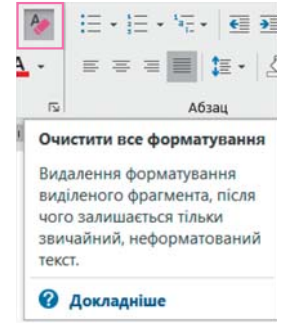 Абзац
Очистити все форматування
Видалення форматування
виділеного фрагмента, після
чого залишається тільки
звичайний, неформатований
текст.
Докладніше